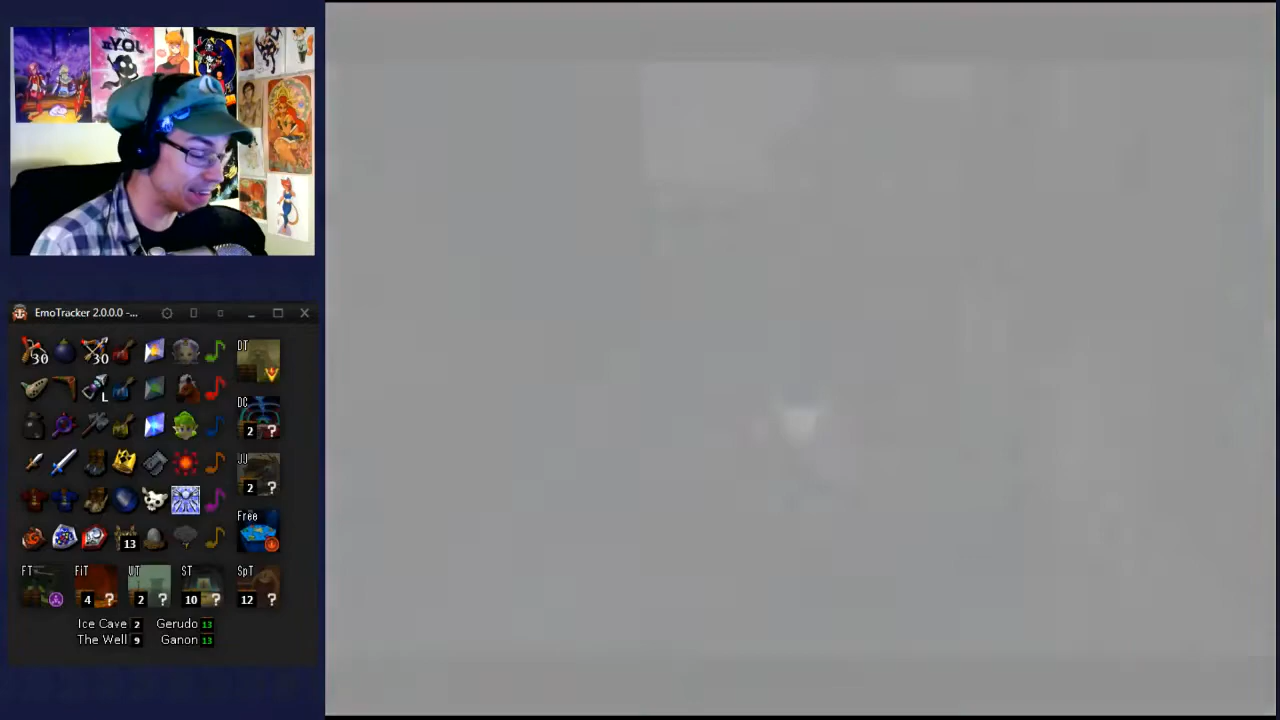 EmoTracker 2.0.0.0 -...
30
30
DT
L
DC
2 ?
JJ
2 ?
Free
13
FT
FiT
4 ?
WT
2 ?
ST
10 ?
SpT
12 ?
Ice Cave 2 Gerudo 13
The Well 9 Ganon 13